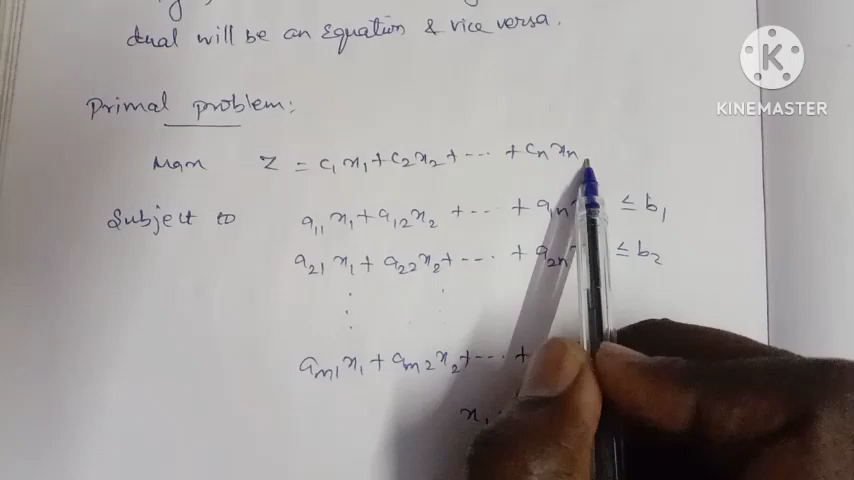 dual will be an Equation & vice versa.
KINEMASTER
Primal problem:
Max Z = c₁x₁ + c₂x₂ + --- + cₙxₙ
Subject to a₁₁x₁ + a₁₂x₂ + --- + a₁ₙ ≤ b₁
a₂₁x₁ + a₂₂x₂ + --- + a₂ₙ ≤ b₂
⋮ ⋮
aₘ₁x₁ + aₘ₂x₂ + --- +
x₁